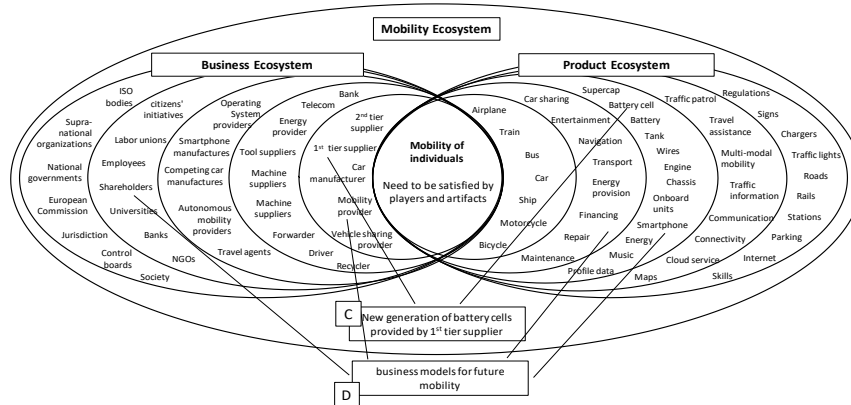 Mobility Ecosystem
Business Ecosystem
Product Ecosystem
ISO
bodies
Supra-
national
organizations
National
governments
European
Commission
Jurisdiction
Control
boards
Society
citizens'
initiatives
Labor unions
Employees
Shareholders
Universities
Banks
NGOs
Operating
System
providers
Smartphone
manufactures
Competing car
manufactures
Autonomous
mobility
providers
Travel agents
Bank
Telecom
Energy
provider
Tool suppliers
Machine
suppliers
Machine
suppliers
Forwarder
Driver
Recycler
2nd tier
supplier
1st tier supplier
Car
manufacturer
Mobility
provider
Vehicle sharing
provider
Mobility of
individuals
Need to be satisfied by
players and artifacts
Airplane
Train
Bus
Car
Ship
Motorcycle
Bicycle
Car sharing
Entertainment
Navigation
Transport
Energy
provision
Financing
Repair
Maintenance
Supercap
Battery cell
Battery
Tank
Wires
Engine
Chassis
Onboard
units
Smartphone
Energy
Music
Profile data
Traffic patrol
Travel
assistance
Multi-modal
mobility
Traffic
information
Communication
Connectivity
Cloud service
Maps
Regulations
Signs
Chargers
Traffic lights
Roads
Rails
Stations
Parking
Internet
Skills
C
New generation of battery cells
provided by 1st tier supplier
D
business models for future
mobility